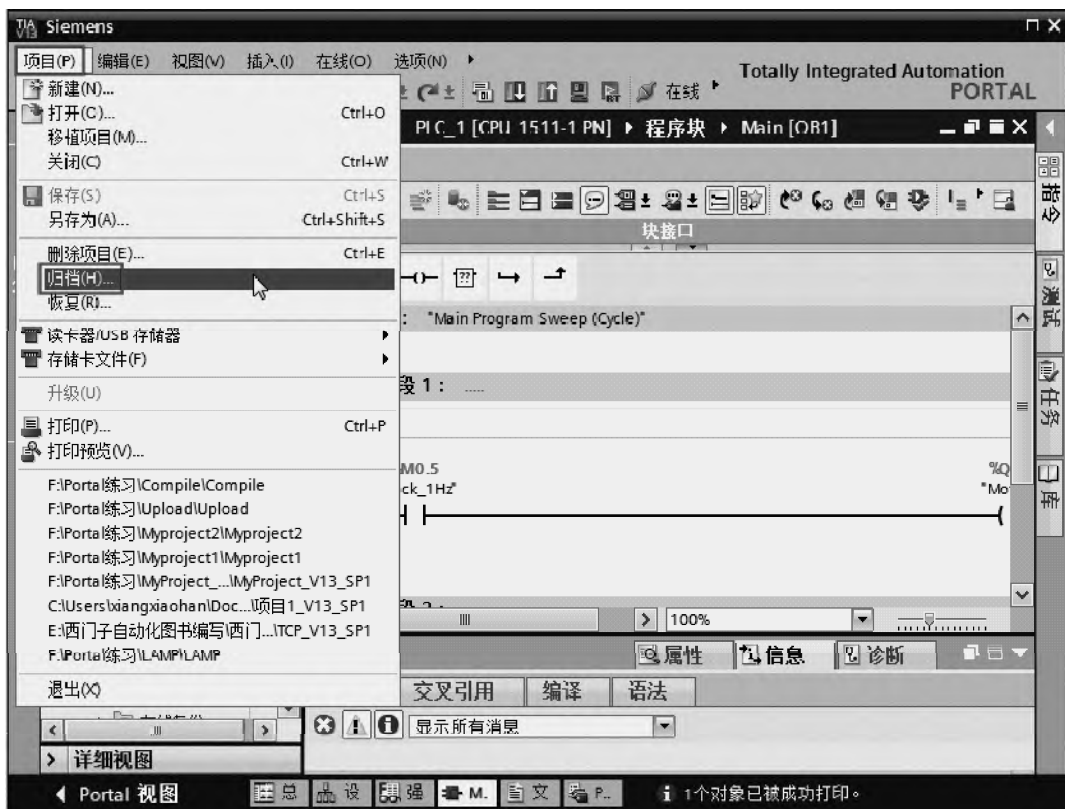 TIA V13 Siemens
项目(P) 编辑(E) 视图(V) 插入(I) 在线(O) 选项(N)
Totally Integrated Automation
PORTAL
在线
新建(N)...
打开(O)... Ctrl+O
移植项目(M)...
关闭(C) Ctrl+W
保存(S) Ctrl+S
另存为(A)... Ctrl+Shift+S
删除项目(E)... Ctrl+E
归档(H)...
恢复(R)...
读卡器/USB 存储器
存储卡文件(F)
升级(U)
打印(P)... Ctrl+P
打印预览(V)...
F:\Portal练习\Compile\Compile
F:\Portal练习\Upload\Upload
F:\Portal练习\Myproject2\Myproject2
F:\Portal练习\Myproject1\Myproject1
F:\Portal练习\MyProject_...\MyProject_V13_SP1
C:\Users\xiangxiaohan\Doc...\项目1_V13_SP1
E:\西门子自动化图书编写\西门...\TCP_V13_SP1
F:\Portal练习\LAMP\LAMP
退出(X)
PLC_1 [CPU 1511-1 PN] 程序块 Main [OB1]
块接口
??
: "Main Program Sweep (Cycle)"
段 1： .....
M0.5 %Q
ck_1Hz" "Mo
段 2：
100%
属性 信息 诊断
交叉引用 编译 语法
显示所有消息
详细视图
Portal 视图 总 设 强 M. 文 P.. 1个对象已被成功打印。
测试
任务
库